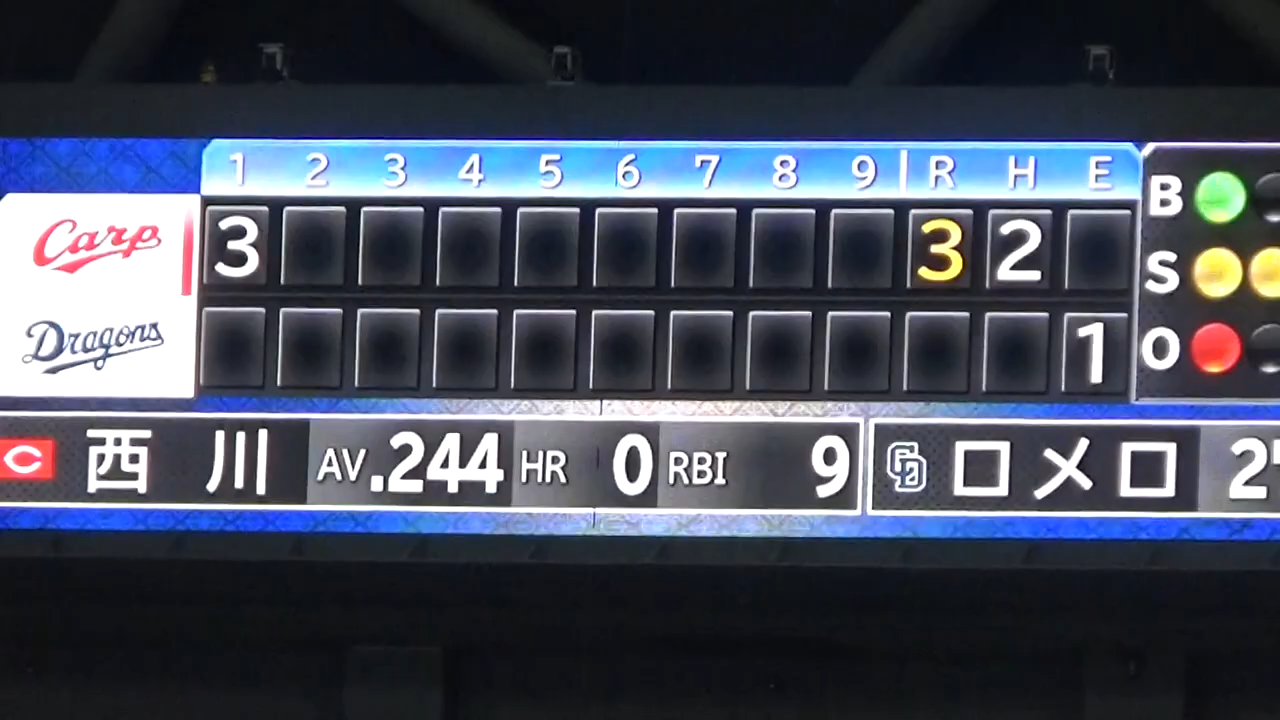 1 2 3 4 5 6 7 8 9 R H E
B
Carp 3 3 2
S
Dragons 1
O
C 西川 AV .244 HR 0 RBI 9
CD ロメロ